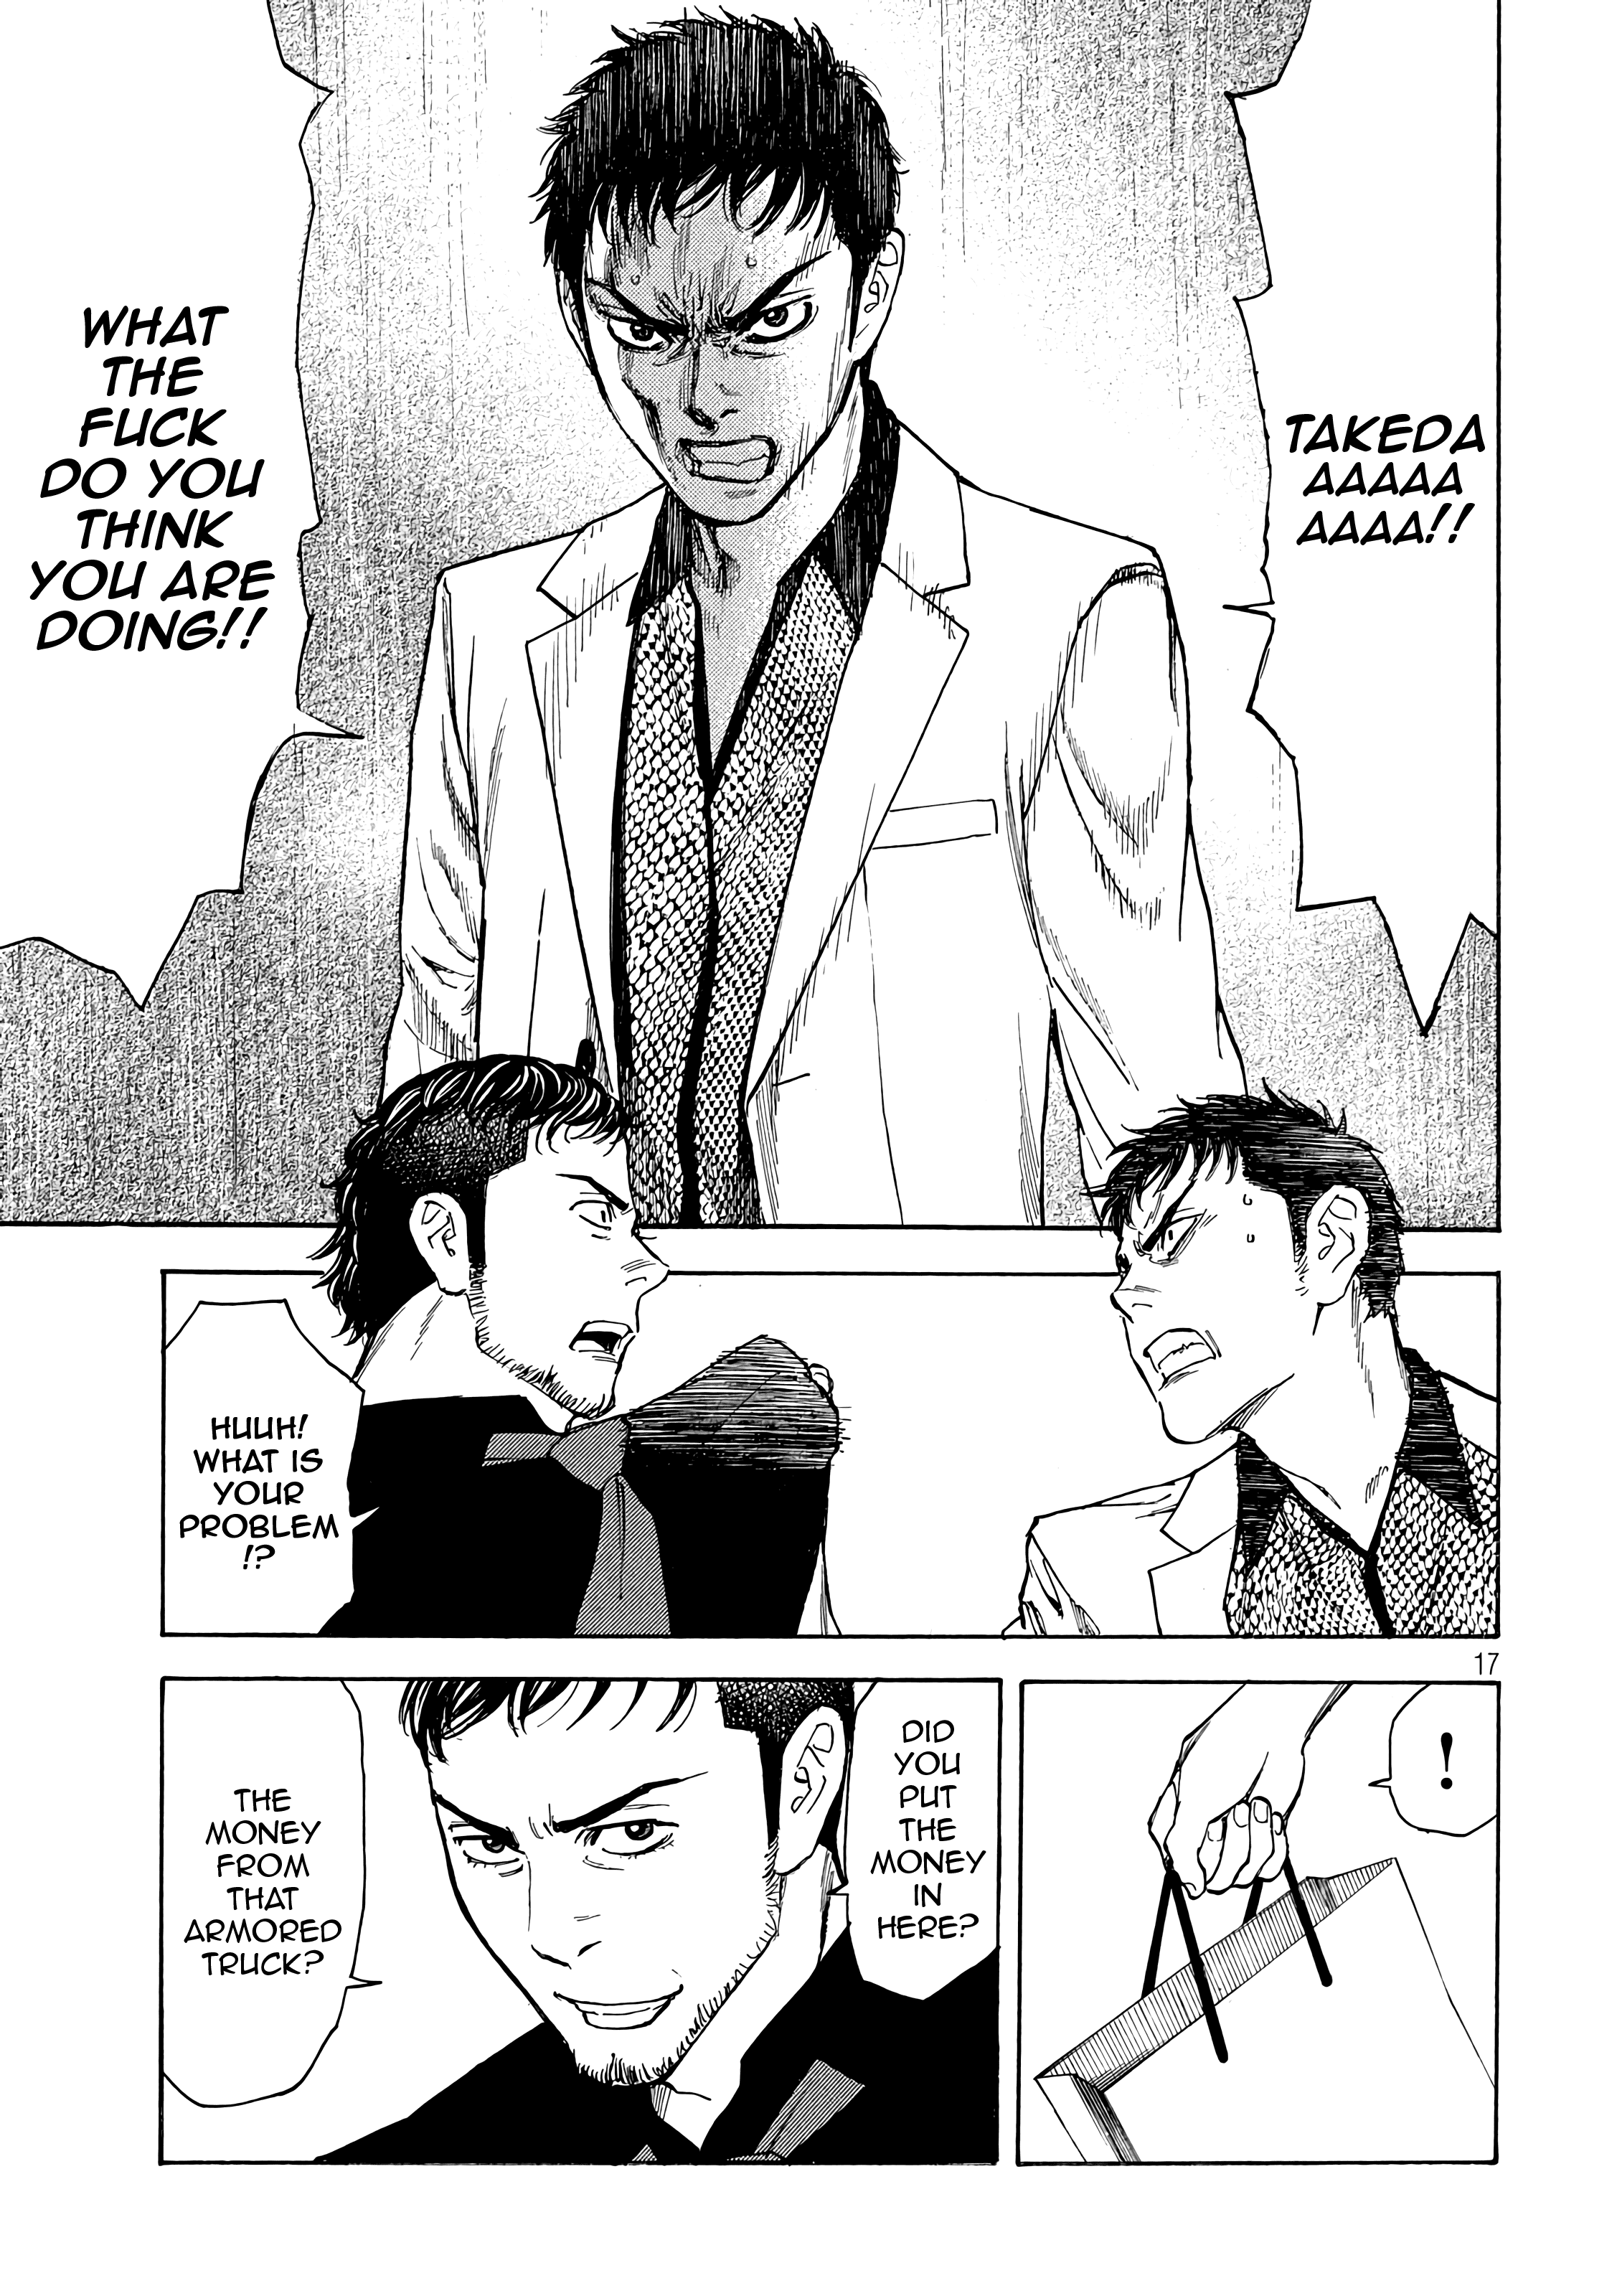 TAKEDA
AAAAA
AAAA!!
WHAT
THE
FUCK
DO YOU
THINK
YOU ARE
DOING!!
HUUH!
WHAT IS
YOUR
PROBLEM
!?
17
!
DID
YOU
PUT
THE
MONEY
IN
HERE?
THE
MONEY
FROM
THAT
ARMORED
TRUCK?